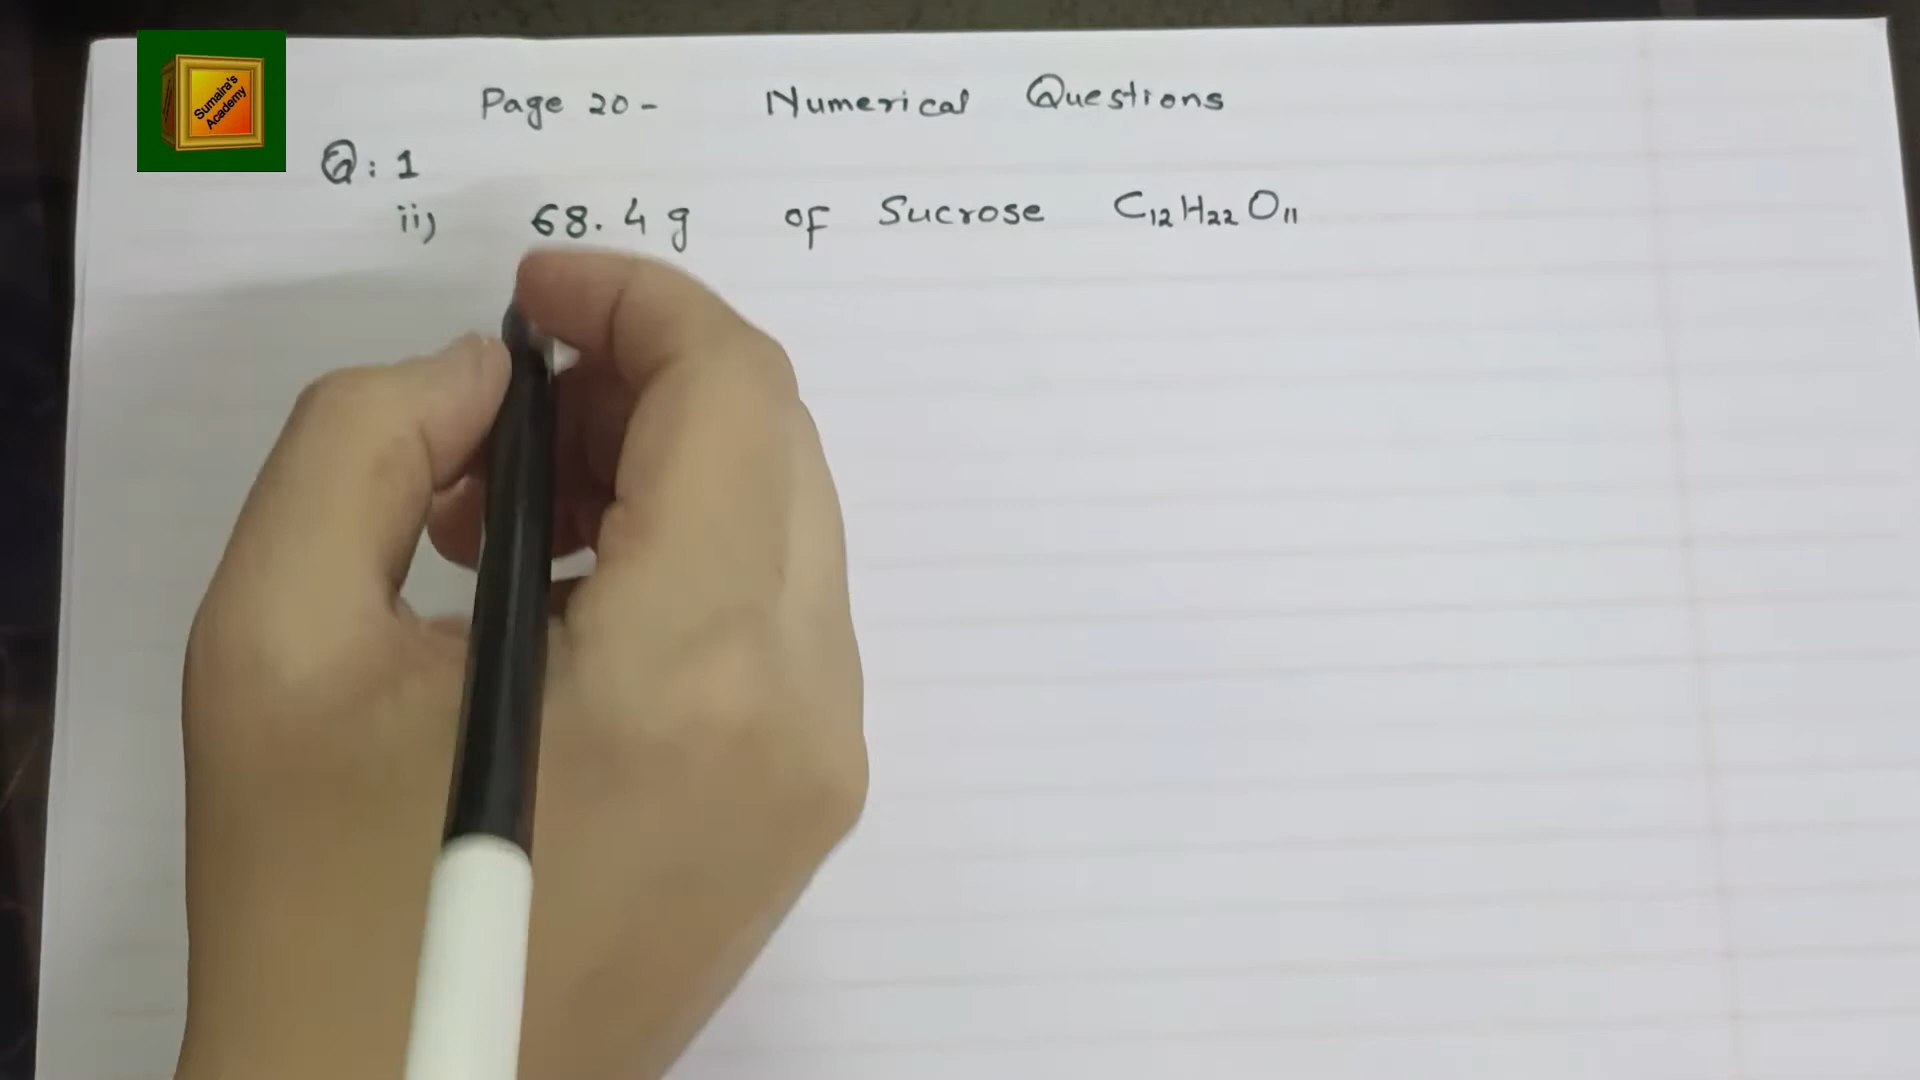 Sumaira's
Academy
Page 20 - Numerical Questions
Q: 1
ii) 68.4 g of Sucrose C₁₂H₂₂O₁₁